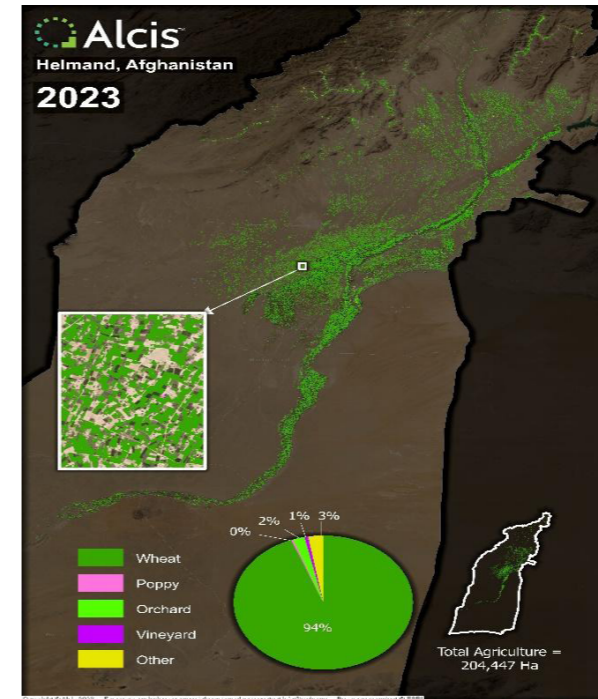 Alcis
Helmand, Afghanistan
2023
0%
2%
1%
3%
94%
Wheat
Poppy
Orchard
Vineyard
Other
Total Agriculture =
204,447 Ha